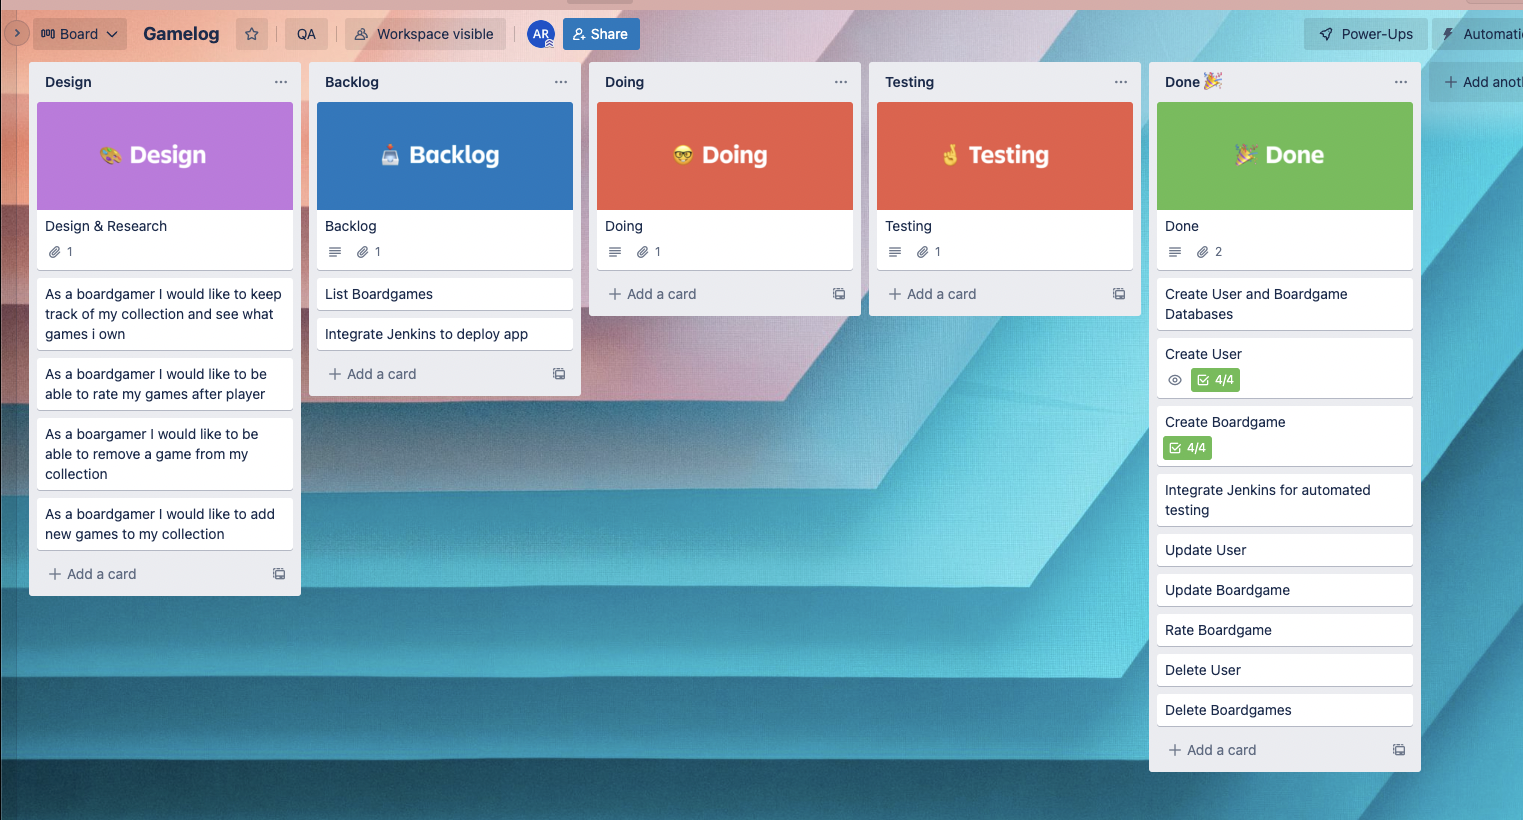 Board
Gamelog
QA
Workspace visible
AR
Share
Power-Ups
Design
Design
Design & Research
1
As a boardgamer I would like to keep
track of my collection and see what
games i own
As a boardgamer I would like to be
able to rate my games after player
As a boargamer I would like to be
able to remove a game from my
collection
As a boardgamer I would like to add
new games to my collection
Add a card
Backlog
Backlog
Backlog
1
List Boardgames
Integrate Jenkins to deploy app
Add a card
Doing
Doing
Doing
1
Add a card
Testing
Testing
Testing
1
Add a card
Done
Done
Done
2
Create User and Boardgame
Databases
Create User
4/4
Create Boardgame
4/4
Integrate Jenkins for automated
testing
Update User
Update Boardgame
Rate Boardgame
Delete User
Delete Boardgames
Add a card
Add